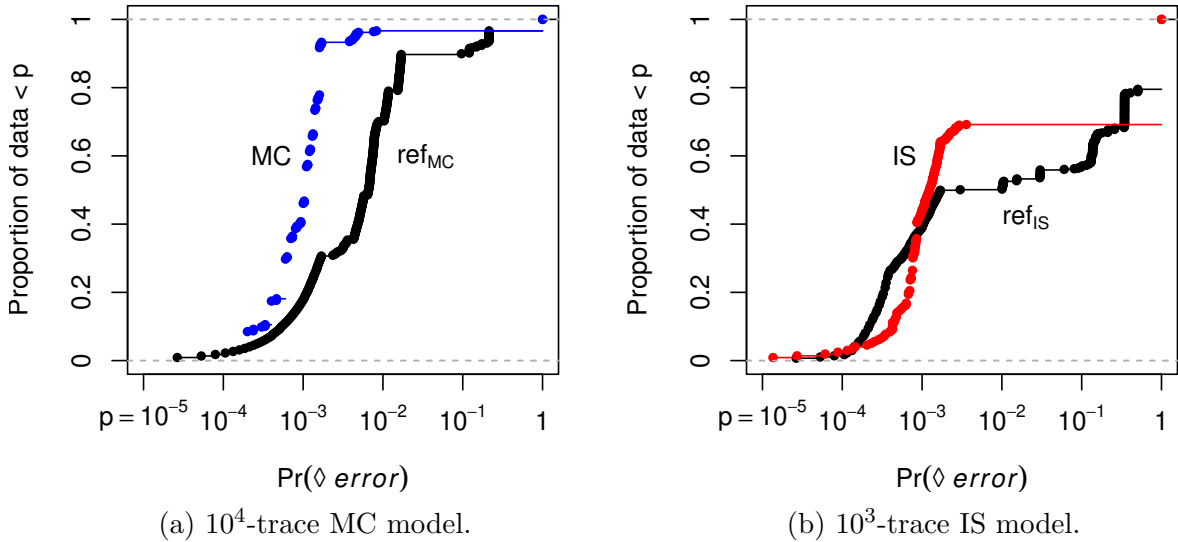 Proportion of data < p
0 0.2 0.4 0.6 0.8 1
MC
ref_MC
p = 10^-5 10^-4 10^-3 10^-2 10^-1 1
Pr(◊ error)
(a) 10^4-trace MC model.
Proportion of data < p
0 0.2 0.4 0.6 0.8 1
IS
ref_IS
p = 10^-5 10^-4 10^-3 10^-2 10^-1 1
Pr(◊ error)
(b) 10^3-trace IS model.